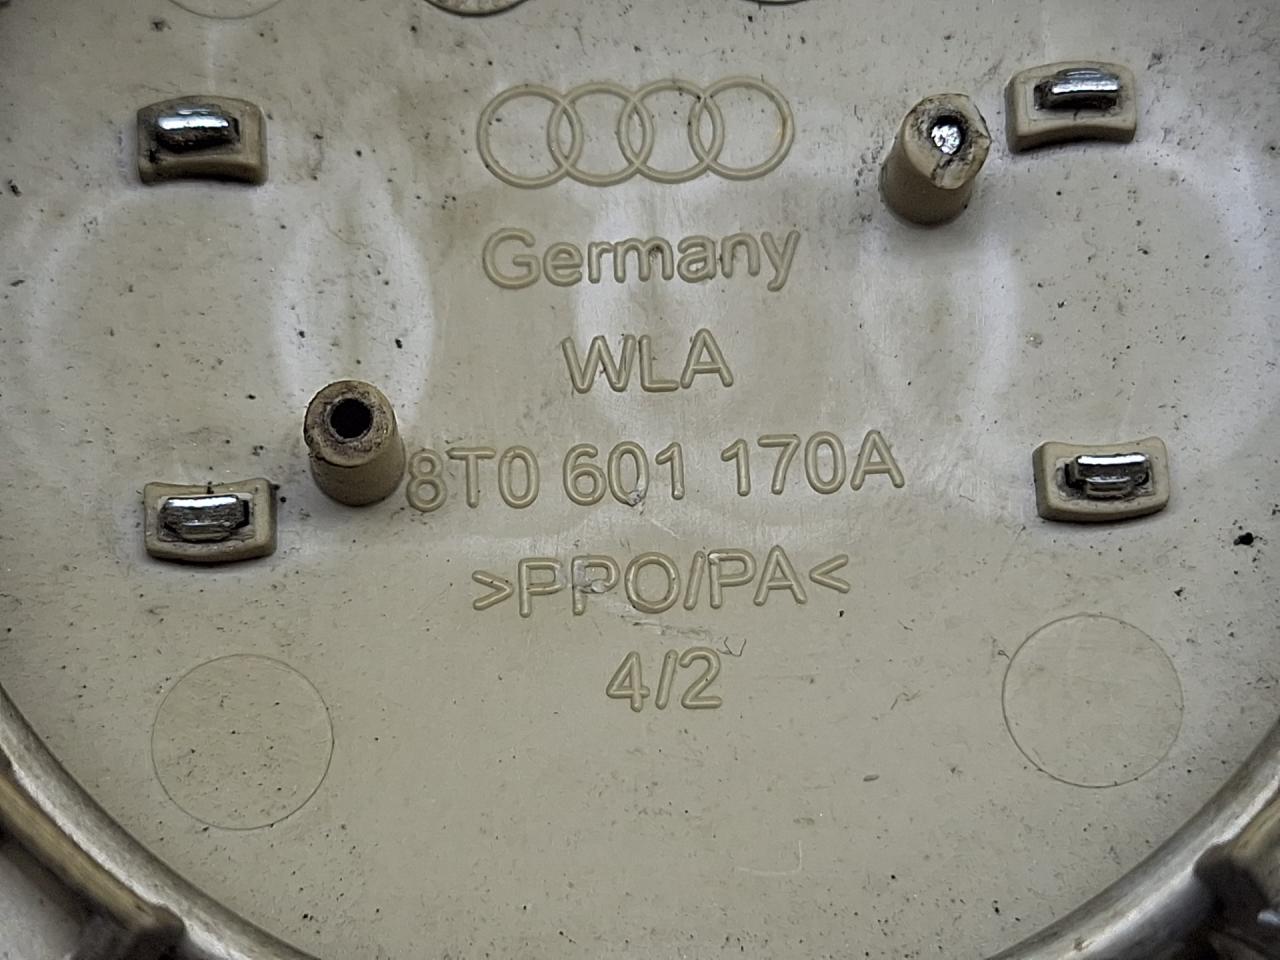 Germany
WLA
8T0 601 170A
>PPO/PA<
4/2